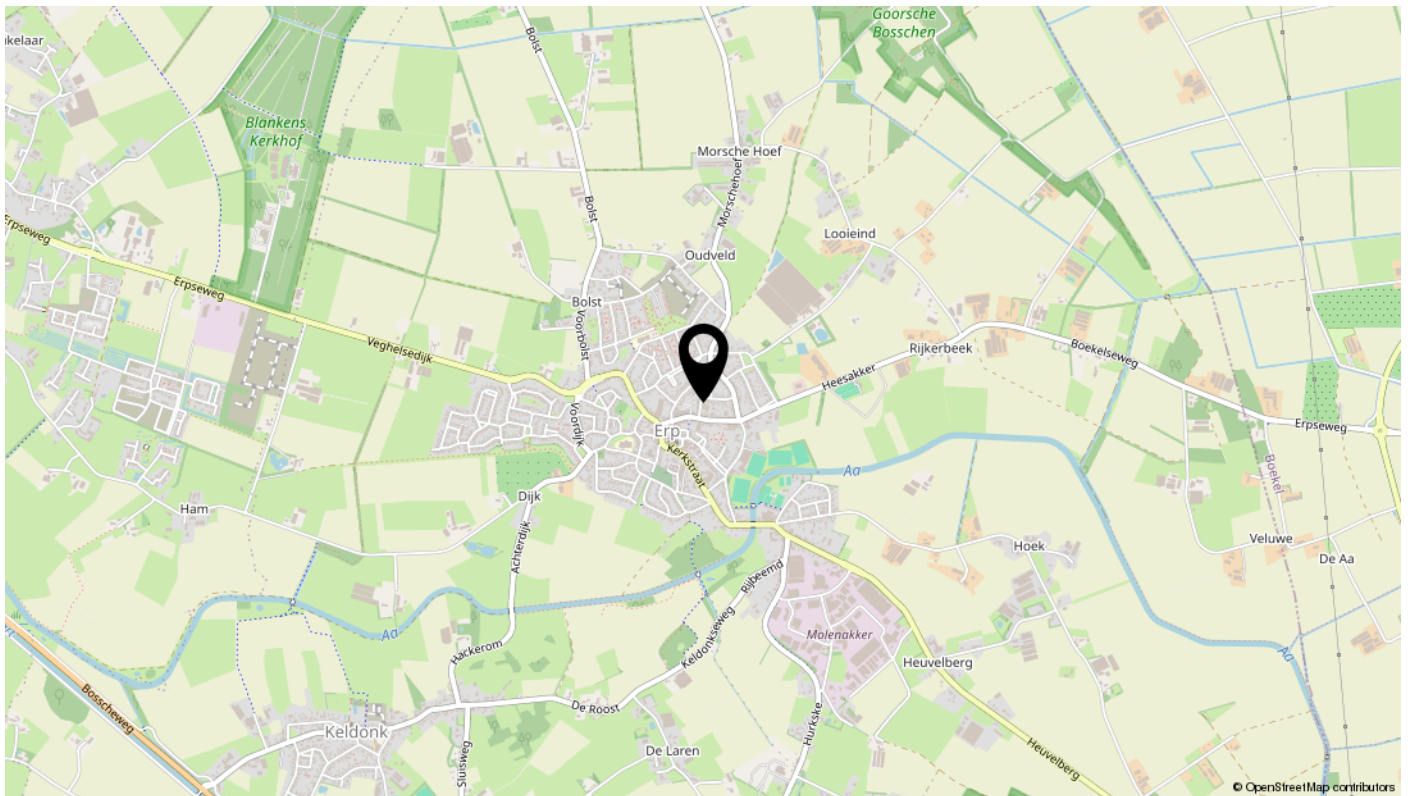 Goorsche
Bosschen
nkelaar
Bolst
Blankens
Kerkhof
Morsche Hoef
Morschehoef
Bolst
Erpseweg
Looieind
Oudveld
Erpseweg
Bolst
Voorbolst
Veghelsedijk
Rijkerbeek
Boekelseweg
Heesakker
Voordijk
Erp
Kerkstraat
Erpseweg
Aa
Boekel
Dijk
Ham
Achterdijk
Hoek
Veluwe
De Aa
Rijbeemd
Aa
Molenakker
Keldonkseweg
Hackerom
Heuvelberg
Aa
Bosscheweg
De Roost
Hurkske
Keldonk
Sluisweg
De Laren
Heuvelberg
© OpenStreetMap contributors